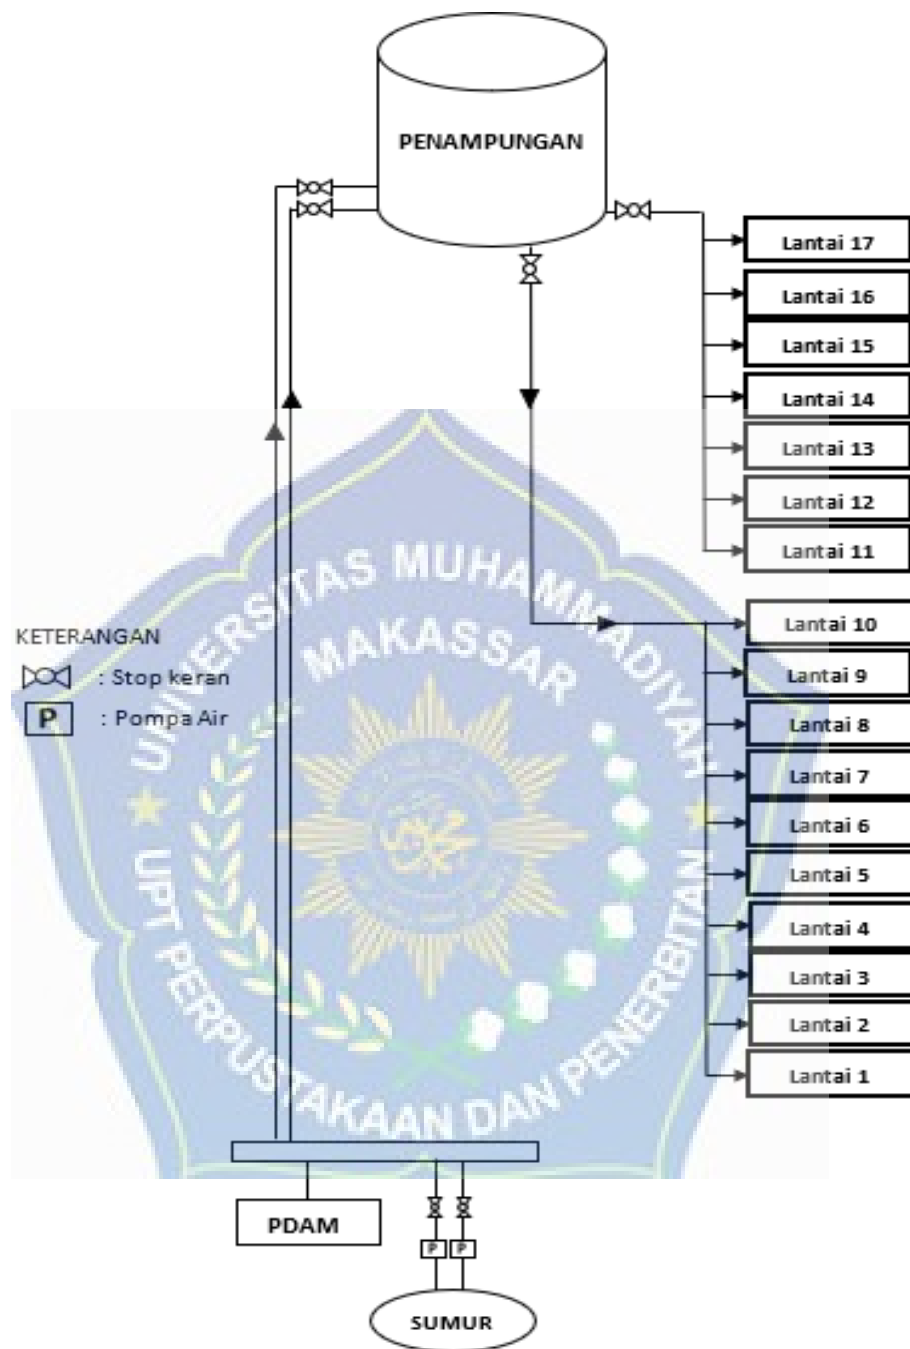 PENAMPUNGAN
Lantai 17
Lantai 16
Lantai 15
Lantai 14
Lantai 13
Lantai 12
Lantai 11
Lantai 10
Lantai 9
Lantai 8
Lantai 7
Lantai 6
Lantai 5
Lantai 4
Lantai 3
Lantai 2
Lantai 1
KETERANGAN
: Stop keran
P : Pompa Air
UNIVERSITAS MUHAMMADIYAH
MAKASSAR
UPT PERPUSTAKAAN DAN PENERBITAN
PDAM
P P
SUMUR